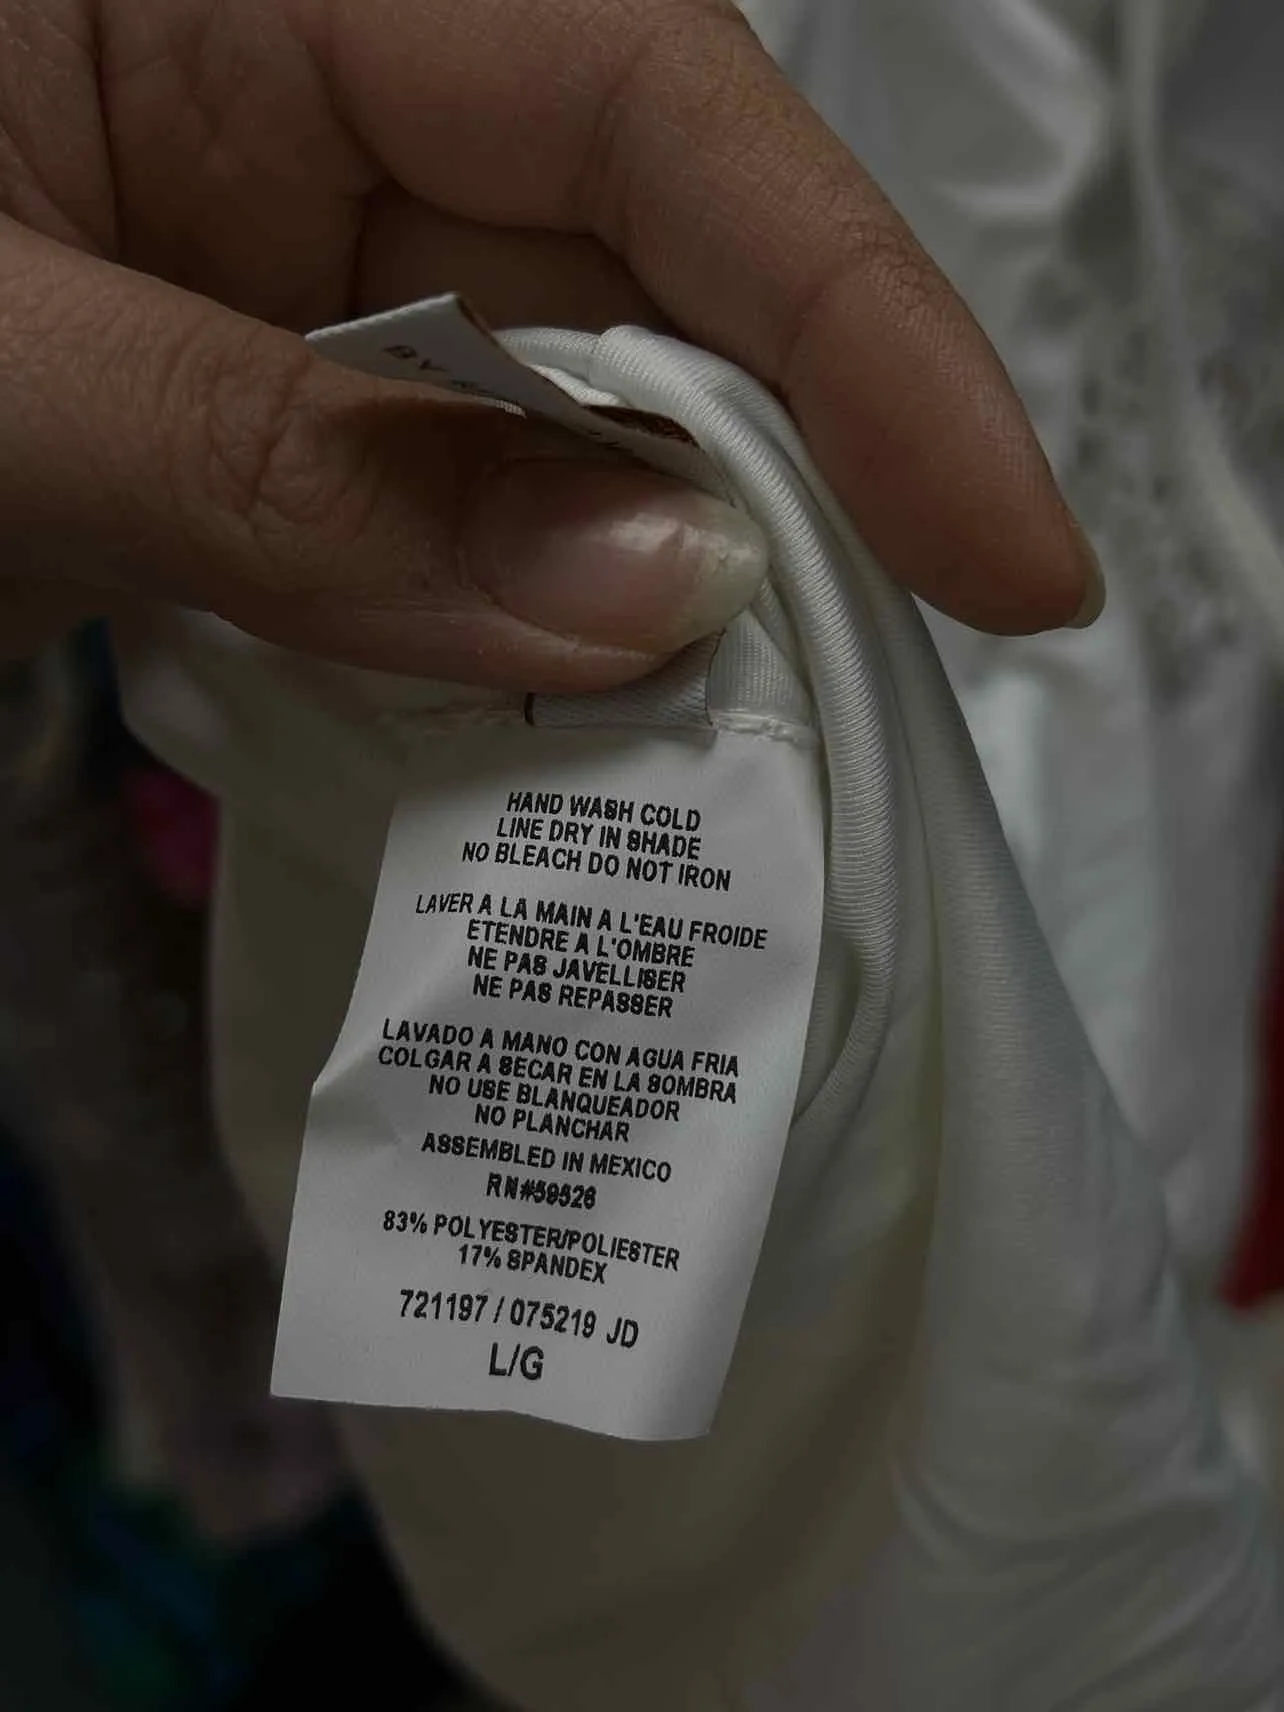 HAND WASH COLD
LINE DRY IN SHADE
NO BLEACH DO NOT IRON
LAVER A LA MAIN A L'EAU FROIDE
ETENDRE A L'OMBRE
NE PAS JAVELLISER
NE PAS REPASSER
LAVADO A MANO CON AGUA FRIA
COLGAR A SECAR EN LA SOMBRA
NO USE BLANQUEADOR
NO PLANCHAR
ASSEMBLED IN MEXICO
RN#59526
83% POLYESTER/POLIESTER
17% SPANDEX
721197 / 075219 JD
L/G